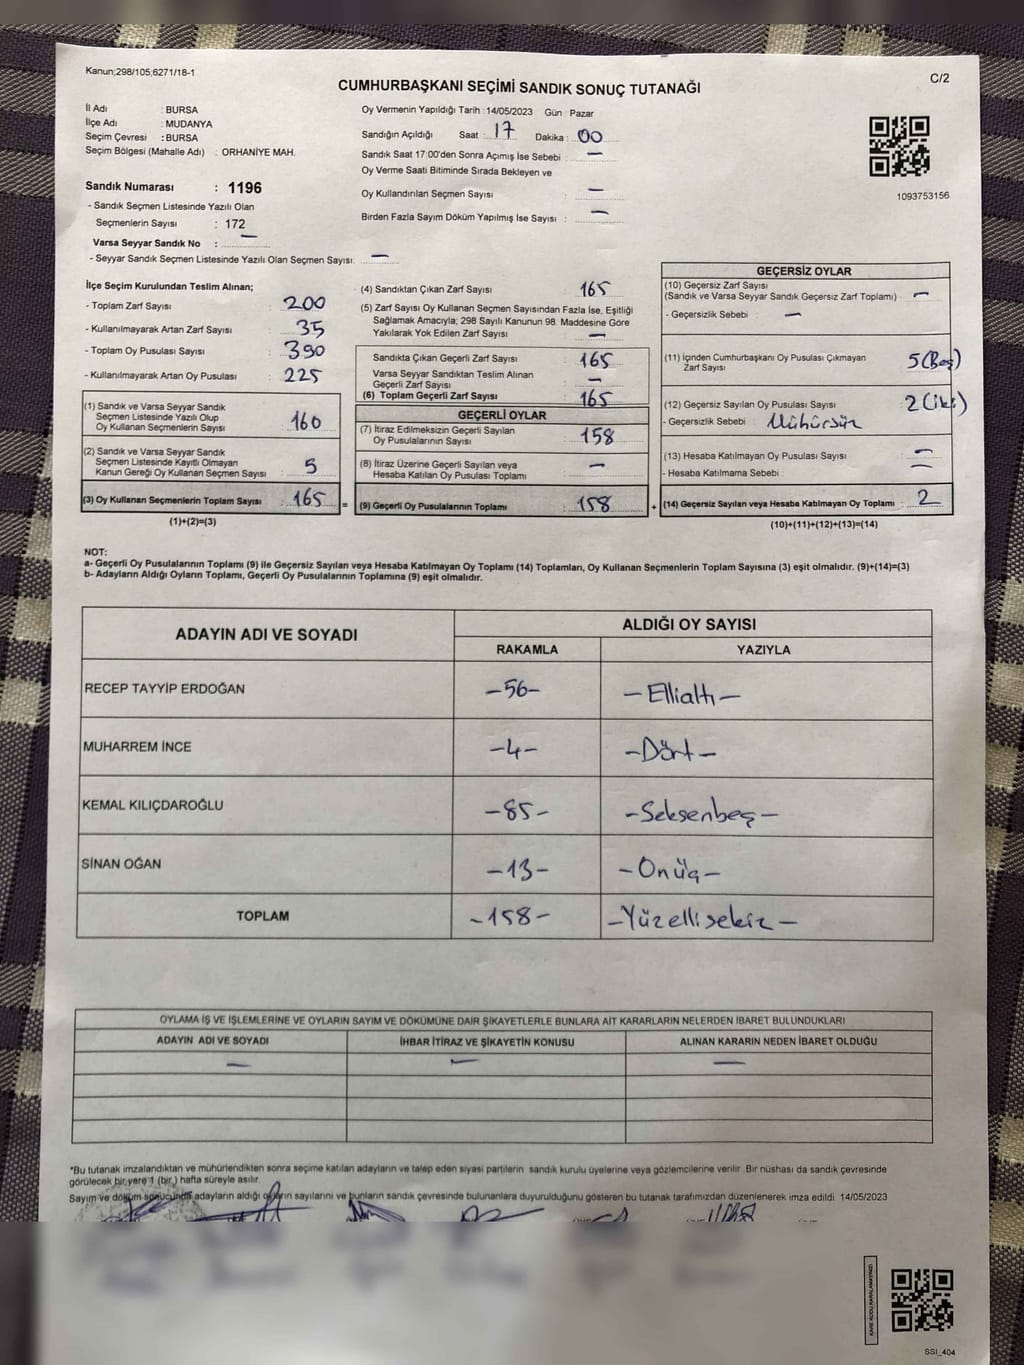 Kanun;298/105;6271/18-1
C/2
CUMHURBAŞKANI SEÇİMİ SANDIK SONUÇ TUTANAĞI
İl Adı : BURSA
İlçe Adı : MUDANYA
Seçim Çevresi : BURSA
Seçim Bölgesi (Mahalle Adı) : ORHANİYE MAH.
Sandık Numarası : 1196
- Sandık Seçmen Listesinde Yazılı Olan
Seçmenlerin Sayısı : 172
Varsa Seyyar Sandık No : —
- Seyyar Sandık Seçmen Listesinde Yazılı Olan Seçmen Sayısı: —
Oy Vermenin Yapıldığı Tarih : 14/05/2023 Gün : Pazar
Sandığın Açıldığı Saat : 17 Dakika : 00
Sandık Saat 17:00'den Sonra Açımış İse Sebebi : —
Oy Verme Saati Bitiminde Sırada Bekleyen ve
Oy Kullandırılan Seçmen Sayısı : —
Birden Fazla Sayım Döküm Yapılmış İse Sayısı : —
1093753156
İlçe Seçim Kurulundan Teslim Alınan;
- Toplam Zarf Sayısı : 200
- Kullanılmayarak Artan Zarf Sayısı : 35
- Toplam Oy Pusulası Sayısı : 390
- Kullanılmayarak Artan Oy Pusulası : 225
(1) Sandık ve Varsa Seyyar Sandık
Seçmen Listesinde Yazılı Olup
Oy Kullanan Seçmenlerin Sayısı : 160
(2) Sandık ve Varsa Seyyar Sandık
Seçmen Listesinde Kayıtlı Olmayan
Kanun Gereği Oy Kullanan Seçmen Sayısı : 5
(3) Oy Kullanan Seçmenlerin Toplam Sayısı : 165 =
(1)+(2)=(3)
(4) Sandıktan Çıkan Zarf Sayısı : 165
(5) Zarf Sayısı Oy Kullanan Seçmen Sayısından Fazla İse, Eşitliği
Sağlamak Amacıyla; 298 Sayılı Kanunun 98. Maddesine Göre
Yakılarak Yok Edilen Zarf Sayısı : —
Sandıkta Çıkan Geçerli Zarf Sayısı : 165
Varsa Seyyar Sandıktan Teslim Alınan
Geçerli Zarf Sayısı : —
(6) Toplam Geçerli Zarf Sayısı : 165
GEÇERLİ OYLAR
(7) İtiraz Edilmeksizin Geçerli Sayılan
Oy Pusulalarının Sayısı : 158
(8) İtiraz Üzerine Geçerli Sayılan veya
Hesaba Katılan Oy Pusulası Toplamı : —
(9) Geçerli Oy Pusulalarının Toplamı : 158 +
GEÇERSİZ OYLAR
(10) Geçersiz Zarf Sayısı
(Sandık ve Varsa Seyyar Sandık Geçersiz Zarf Toplamı) : —
- Geçersizlik Sebebi : —
(11) İçinden Cumhurbaşkanı Oy Pusulası Çıkmayan
Zarf Sayısı : 5 (Beş)
(12) Geçersiz Sayılan Oy Pusulası Sayısı : 2 (iki)
- Geçersizlik Sebebi : Mühürsüz
(13) Hesaba Katılmayan Oy Pusulası Sayısı : —
- Hesaba Katılmama Sebebi : —
(14) Geçersiz Sayılan veya Hesaba Katılmayan Oy Toplamı : 2
(10)+(11)+(12)+(13)=(14)
NOT:
a- Geçerli Oy Pusulalarının Toplamı (9) ile Geçersiz Sayılan veya Hesaba Katılmayan Oy Toplamı (14) Toplamları, Oy Kullanan Seçmenlerin Toplam Sayısına (3) eşit olmalıdır. (9)+(14)=(3)
b- Adayların Aldığı Oyların Toplamı, Geçerli Oy Pusulalarının Toplamına (9) eşit olmalıdır.
ADAYIN ADI VE SOYADI
ALDIĞI OY SAYISI
RAKAMLA YAZIYLA
RECEP TAYYİP ERDOĞAN -56- -Ellialtı-
MUHARREM İNCE -4- -Dört-
KEMAL KILIÇDAROĞLU -85- -Seksenbeş-
SİNAN OĞAN -13- -Onüç-
TOPLAM -158- -Yüzellisekiz-
OYLAMA İŞ VE İŞLEMLERİNE VE OYLARIN SAYIM VE DÖKÜMÜNE DAİR ŞİKAYETLERLE BUNLARA AİT KARARLARIN NELERDEN İBARET BULUNDUKLARI
ADAYIN ADI VE SOYADI İHBAR İTİRAZ VE ŞİKAYETİN KONUSU ALINAN KARARIN NEDEN İBARET OLDUĞU
— — —
*Bu tutanak imzalandıktan ve mühürlendikten sonra seçime katılan adayların ve talep eden siyasi partilerin sandık kurulu üyelerine veya gözlemcilerine verilir. Bir nüshası da sandık çevresinde
görülecek bir yere 1 (bir) hafta süreyle asılır.
Sayım ve döküm sonucunda adayların aldığı oyların sayılarını ve bunların sandık çevresinde bulunanlara duyurulduğunu gösteren bu tutanak tarafımızdan düzenlenerek imza edildi. 14/05/2023
SSI_404